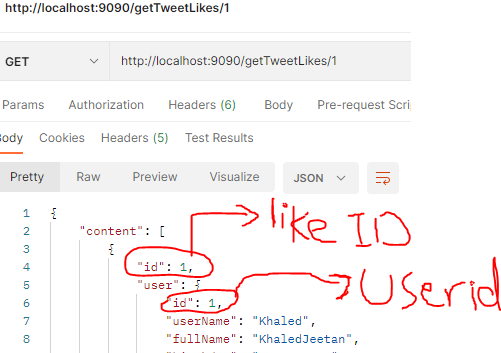 http://localhost:9090/getTweetLikes/1
GET http://localhost:9090/getTweetLikes/1
Params Authorization Headers (6) Body Pre-request Scri
Body Cookies Headers (5) Test Results
Pretty Raw Preview Visualize JSON
1 {
2 "content": [
3 {
like ID
4 "id": 1,
5 "user": {
6 "id": 1,
Userid
7 "userName": "Khaled",
8 "fullName": "KhaledJeetan",